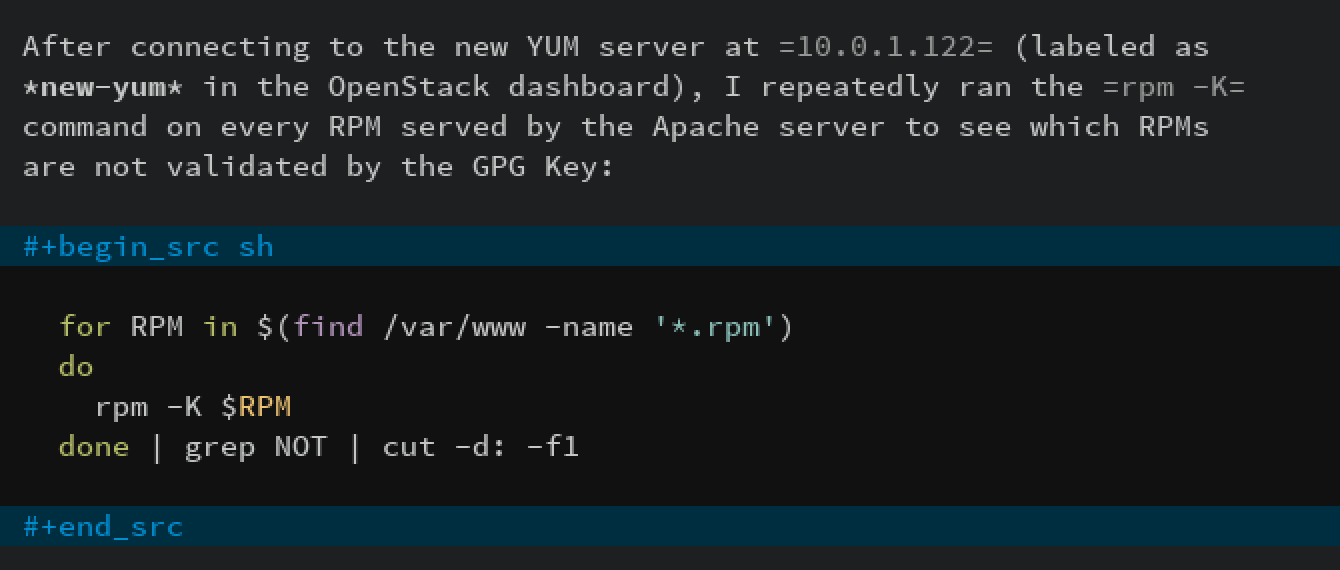 After connecting to the new YUM server at =10.0.1.122= (labeled as
*new-yum* in the OpenStack dashboard), I repeatedly ran the =rpm -K=
command on every RPM served by the Apache server to see which RPMs
are not validated by the GPG Key:
#+begin_src sh
for RPM in $(find /var/www -name '*.rpm')
do
rpm -K $RPM
done | grep NOT | cut -d: -f1
#+end_src